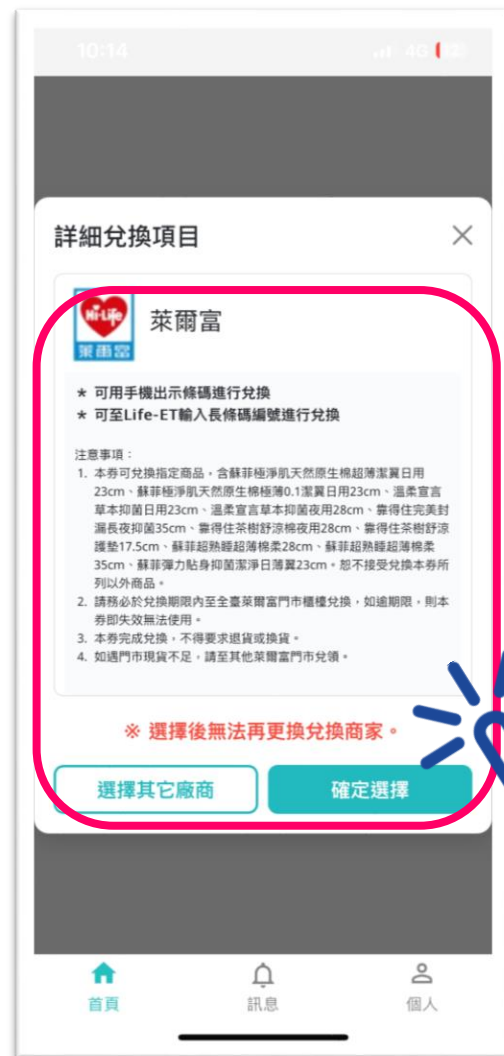 10:14
4G
詳細兌換項目
Hi-Life
萊爾富
萊爾富
* 可用手機出示條碼進行兌換
* 可至Life-ET輸入長條碼編號進行兌換
注意事項：
1. 本券可兌換指定商品，含蘇菲極淨肌天然原生棉超薄潔翼日用
23cm、蘇菲極淨肌天然原生棉極薄0.1潔翼日用23cm、溫柔宣言
草本抑菌日用23cm、溫柔宣言草本抑菌夜用28cm、靠得住完美封
漏長夜抑菌35cm、靠得住茶樹舒涼棉夜用28cm、靠得住茶樹舒涼
護墊17.5cm、蘇菲超熟睡超薄棉柔28cm、蘇菲超熟睡超薄棉柔
35cm、蘇菲彈力貼身抑菌潔淨日薄翼23cm。恕不接受兌換本券所
列以外商品。
2. 請務必於兌換期限內至全臺萊爾富門市櫃檯兌換，如逾期限，則本
券即失效無法使用。
3. 本券完成兌換，不得要求退貨或換貨。
4. 如遇門市現貨不足，請至其他萊爾富門市兌領。
※ 選擇後無法再更換兌換商家。
選擇其它廠商
確定選擇
首頁
訊息
個人